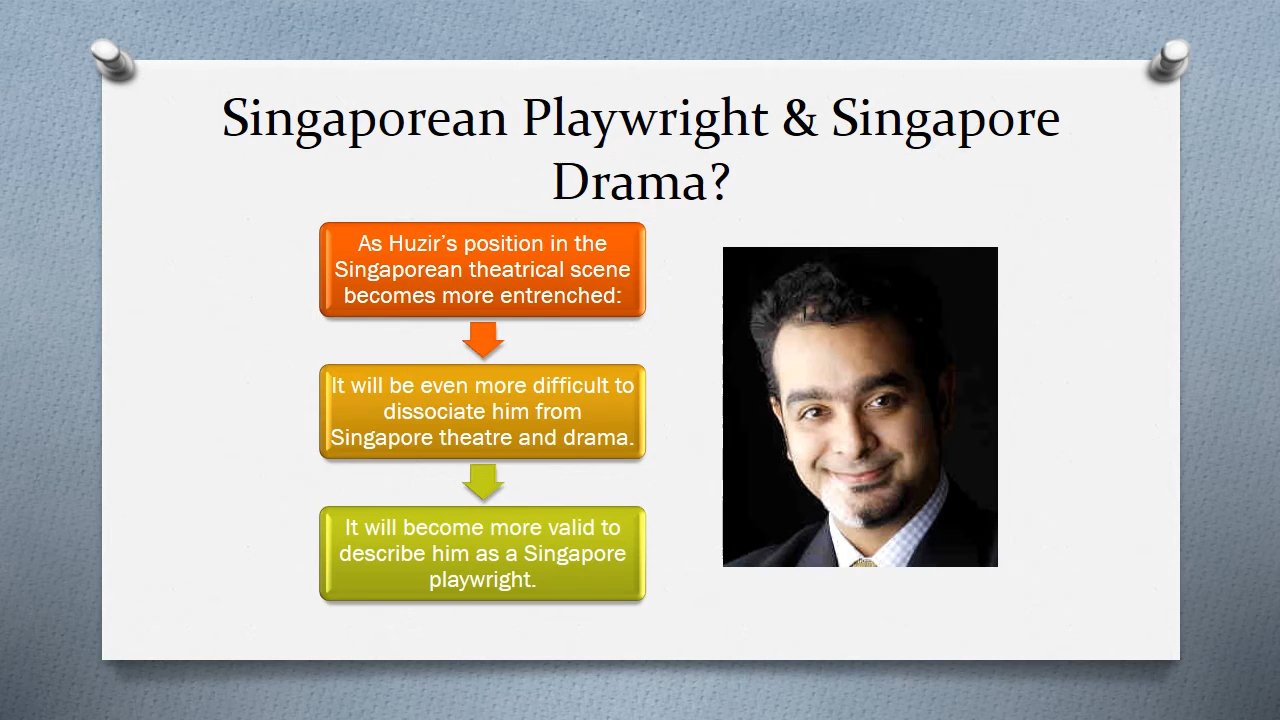 Singaporean Playwright & Singapore
Drama?
As Huzir’s position in the
Singaporean theatrical scene
becomes more entrenched:
It will be even more difficult to
dissociate him from
Singapore theatre and drama.
It will become more valid to
describe him as a Singapore
playwright.